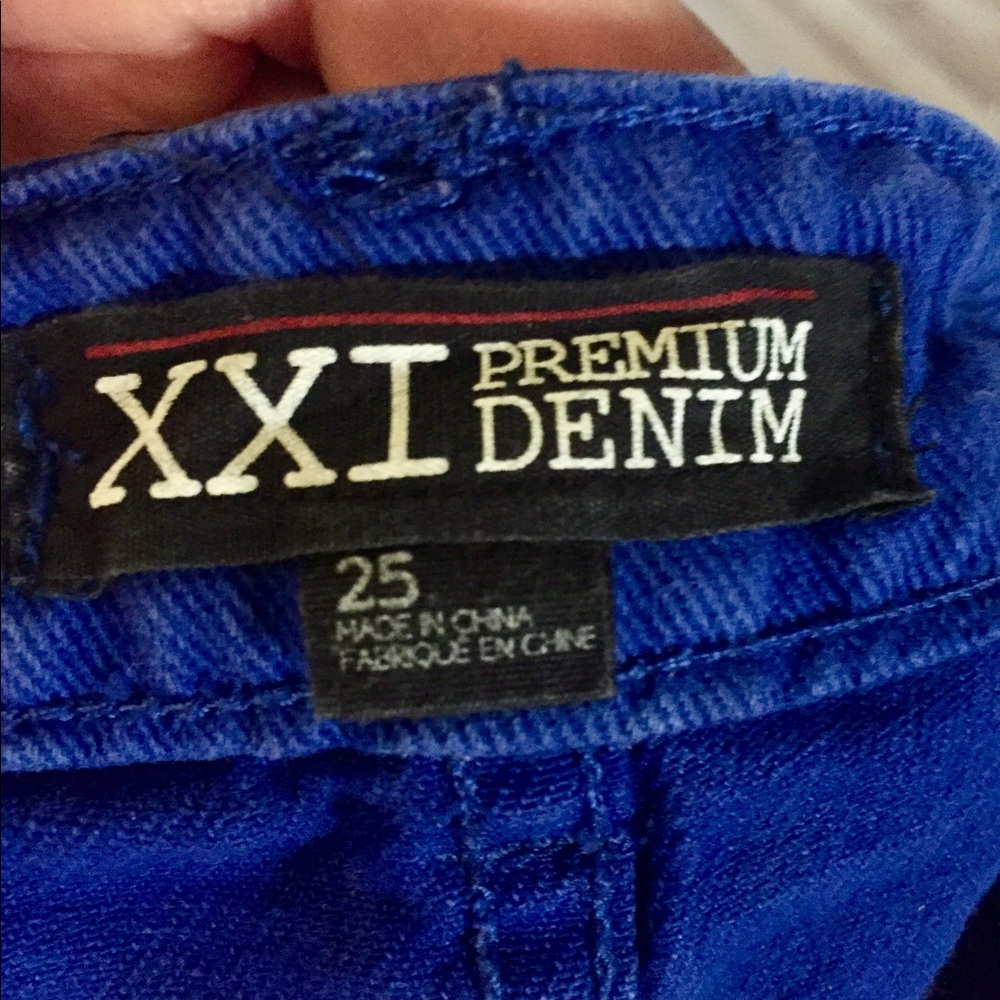 XXI PREMIUM
DENIM
25
MADE IN CHINA
FABRIQUE EN CHINE